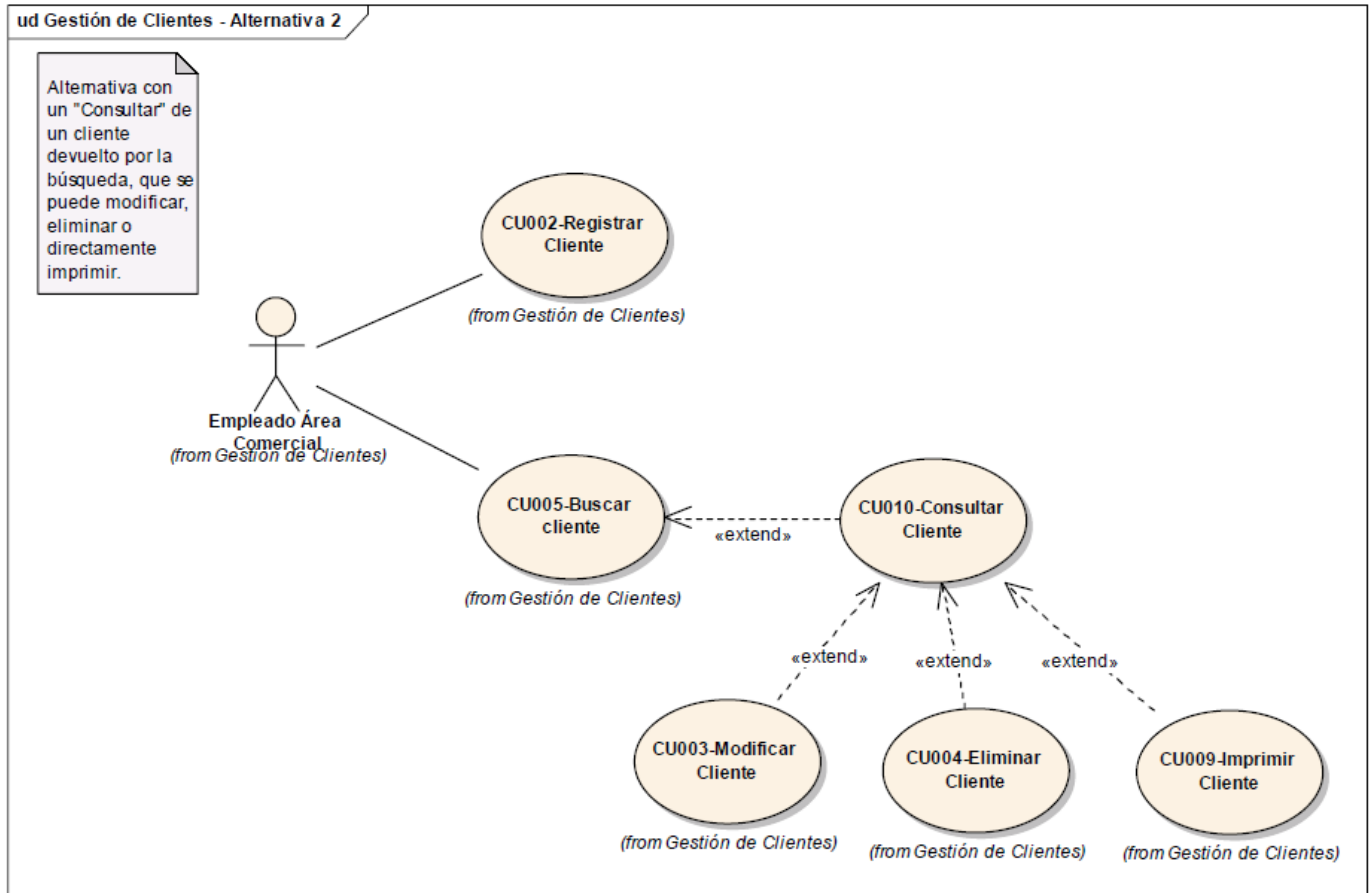 ud Gestión de Clientes - Alternativa 2
Alternativa con
un "Consultar" de
un cliente
devuelto por la
búsqueda, que se
puede modificar,
eliminar o
directamente
imprimir.
CU002-Registrar
Cliente
(from Gestión de Clientes)
Empleado Área
Comercial
(from Gestión de Clientes)
CU005-Buscar
cliente
(from Gestión de Clientes)
«extend»
CU010-Consultar
Cliente
«extend»
«extend»
«extend»
CU003-Modificar
Cliente
(from Gestión de Clientes)
CU004-Eliminar
Cliente
(from Gestión de Clientes)
CU009-Imprimir
Cliente
(from Gestión de Clientes)